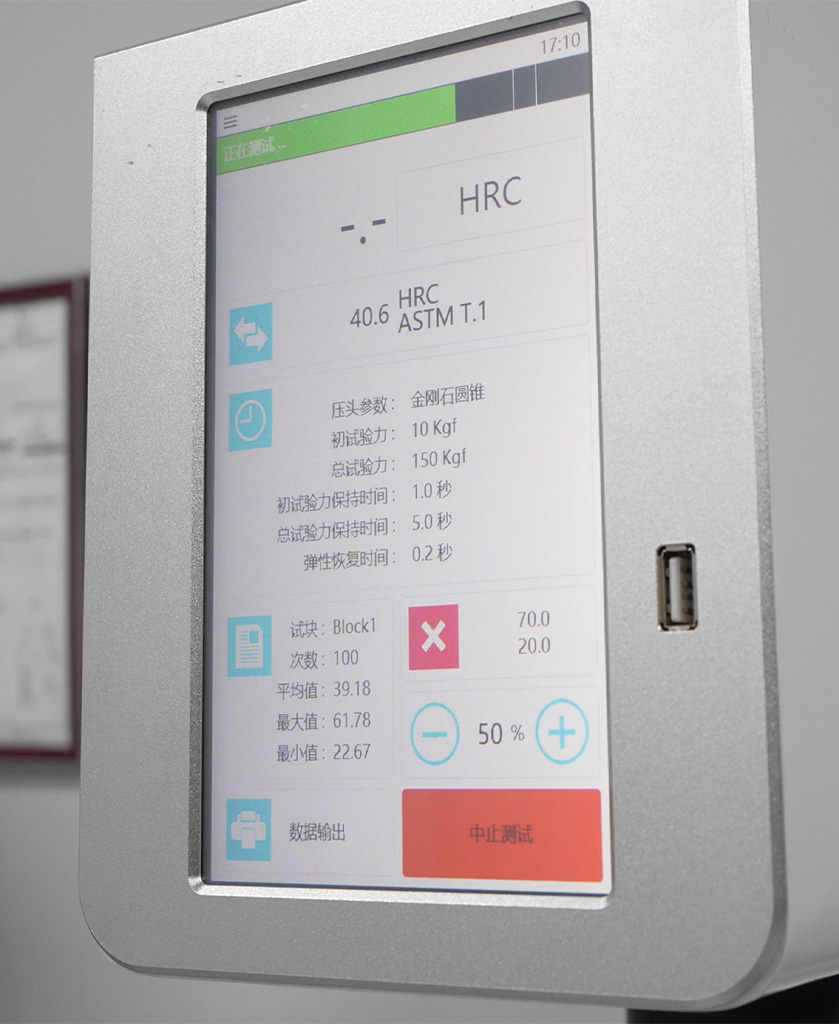 17:10
正在测试 ...
-.- HRC
40.6 HRC
ASTM T.1
压头参数： 金刚石圆锥
初试验力： 10 Kgf
总试验力： 150 Kgf
初试验力保持时间： 1.0 秒
总试验力保持时间： 5.0 秒
弹性恢复时间： 0.2 秒
试块： Block1
次数： 100
平均值： 39.18
最大值： 61.78
最小值： 22.67
70.0
20.0
50 %
数据输出
中止测试